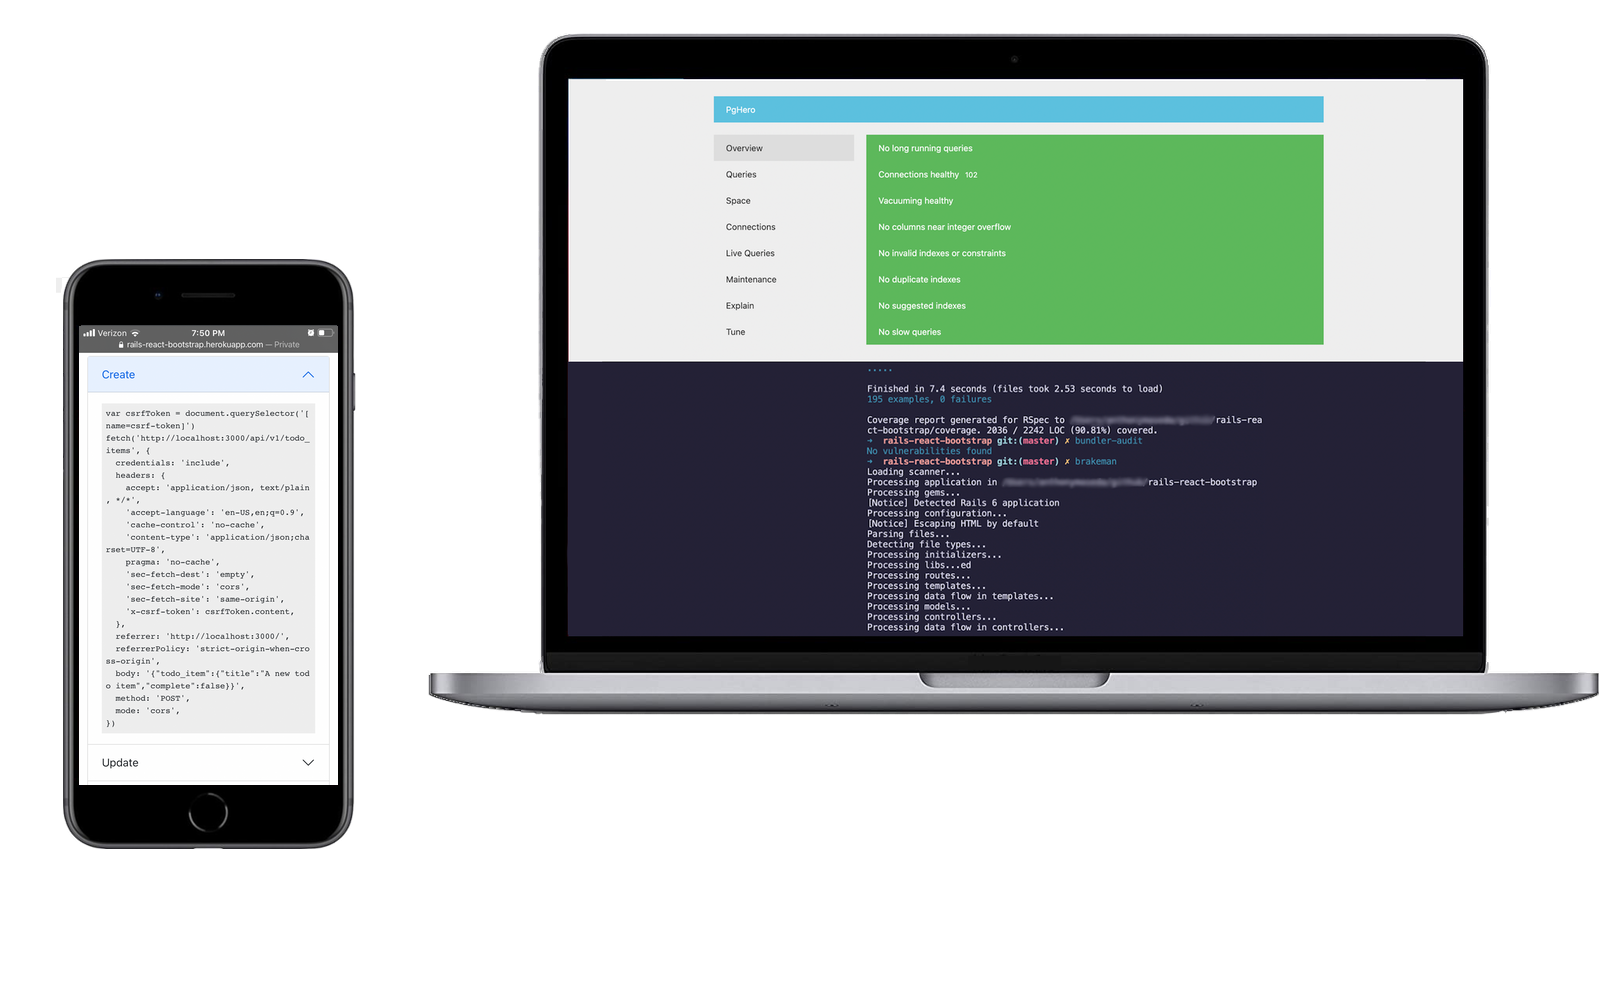 Verizon 7:50 PM
rails-react-bootstrap.herokuapp.com — Private
Create
var csrfToken = document.querySelector('[
name=csrf-token]')
fetch('http://localhost:3000/api/v1/todo_
items', {
credentials: 'include',
headers: {
accept: 'application/json, text/plain
, */*',
'accept-language': 'en-US,en;q=0.9',
'cache-control': 'no-cache',
'content-type': 'application/json;cha
rset=UTF-8',
pragma: 'no-cache',
'sec-fetch-dest': 'empty',
'sec-fetch-mode': 'cors',
'sec-fetch-site': 'same-origin',
'x-csrf-token': csrfToken.content,
},
referrer: 'http://localhost:3000/',
referrerPolicy: 'strict-origin-when-cro
ss-origin',
body: '{"todo_item":{"title":"A new tod
o item","complete":false}}',
method: 'POST',
mode: 'cors',
})
Update
PgHero
Overview
Queries
Space
Connections
Live Queries
Maintenance
Explain
Tune
No long running queries
Connections healthy 102
Vacuuming healthy
No columns near integer overflow
No invalid indexes or constraints
No duplicate indexes
No suggested indexes
No slow queries
.....
Finished in 7.4 seconds (files took 2.53 seconds to load)
195 examples, 0 failures
Coverage report generated for RSpec to /rails-rea
ct-bootstrap/coverage. 2036 / 2242 LOC (90.81%) covered.
→ rails-react-bootstrap git:(master) ✗ bundler-audit
No vulnerabilities found
→ rails-react-bootstrap git:(master) ✗ brakeman
Loading scanner...
Processing application in /rails-react-bootstrap
Processing gems...
[Notice] Detected Rails 6 application
Processing configuration...
[Notice] Escaping HTML by default
Parsing files...
Detecting file types...
Processing initializers...
Processing libs...ed
Processing routes...
Processing templates...
Processing data flow in templates...
Processing models...
Processing controllers...
Processing data flow in controllers...